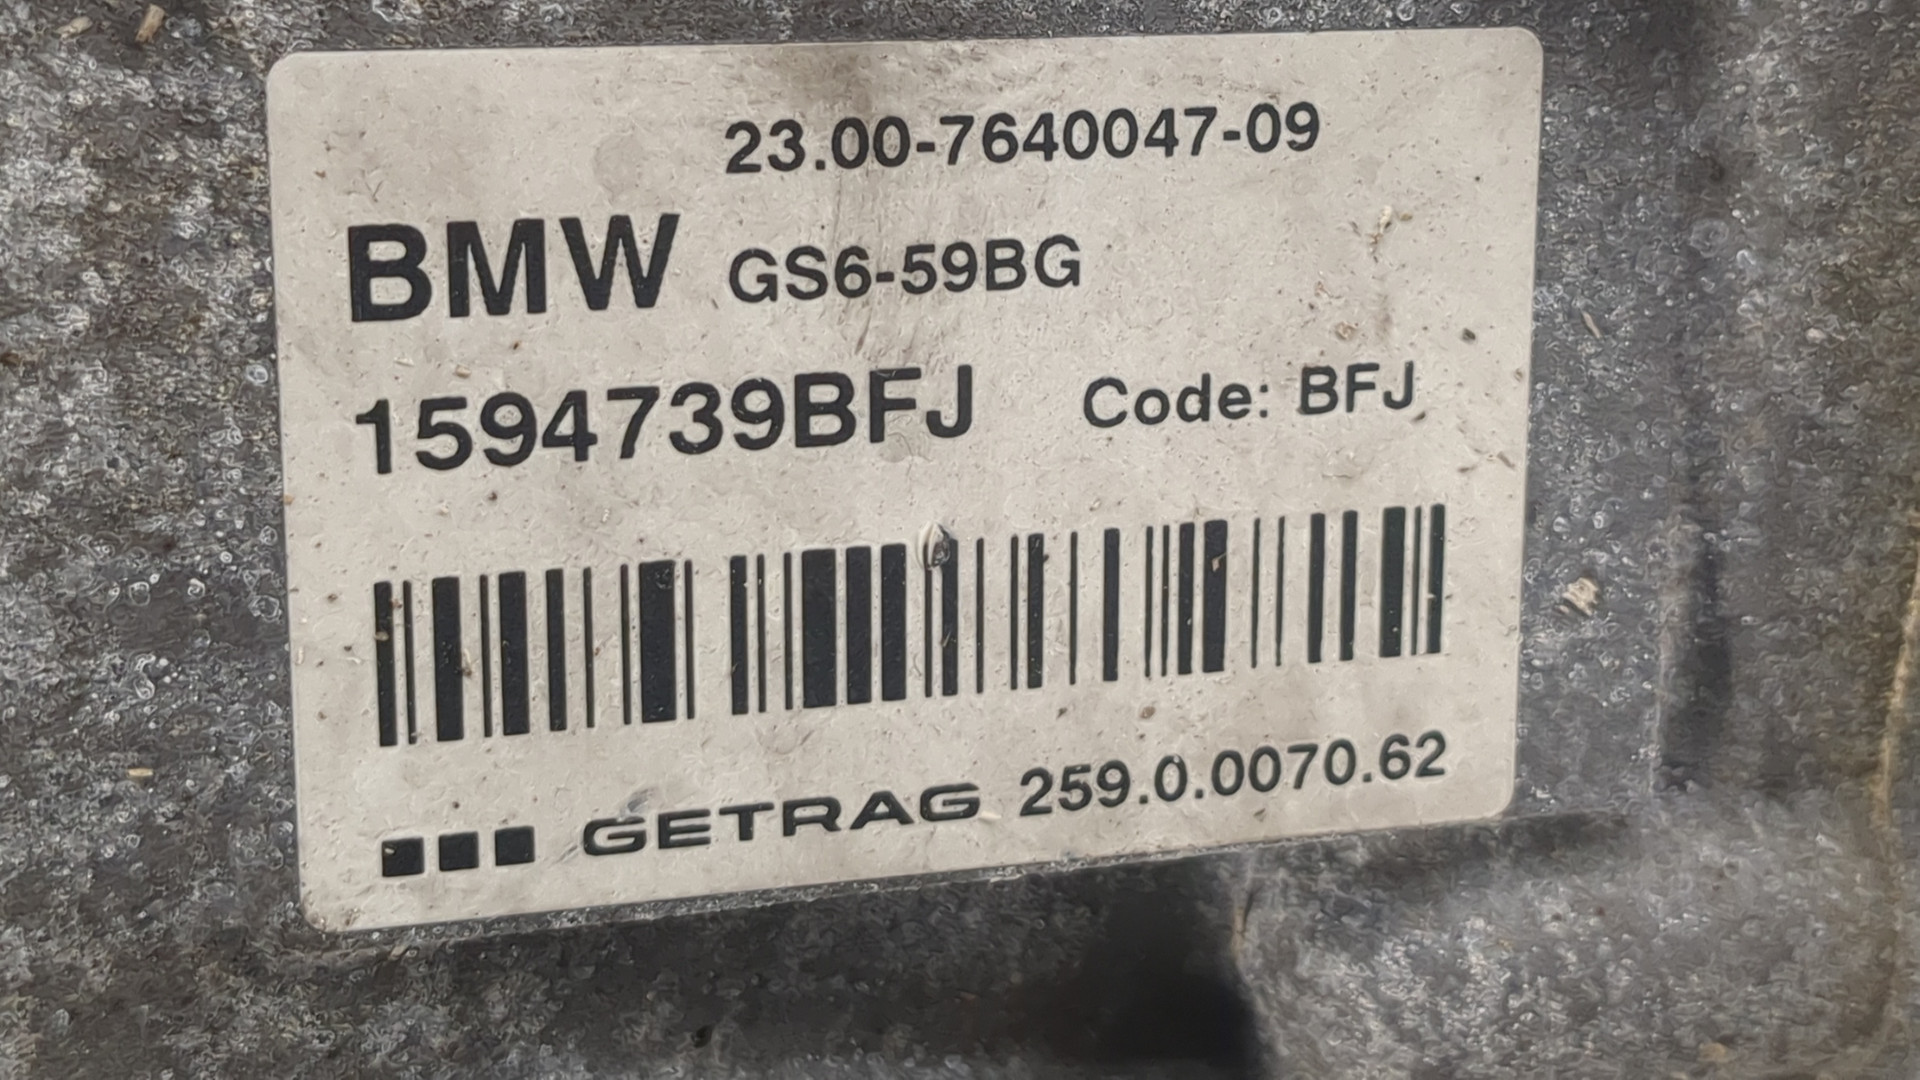 23.00-7640047-09
BMW GS6-59BG
1594739BFJ Code: BFJ
GETRAG 259.0.0070.62